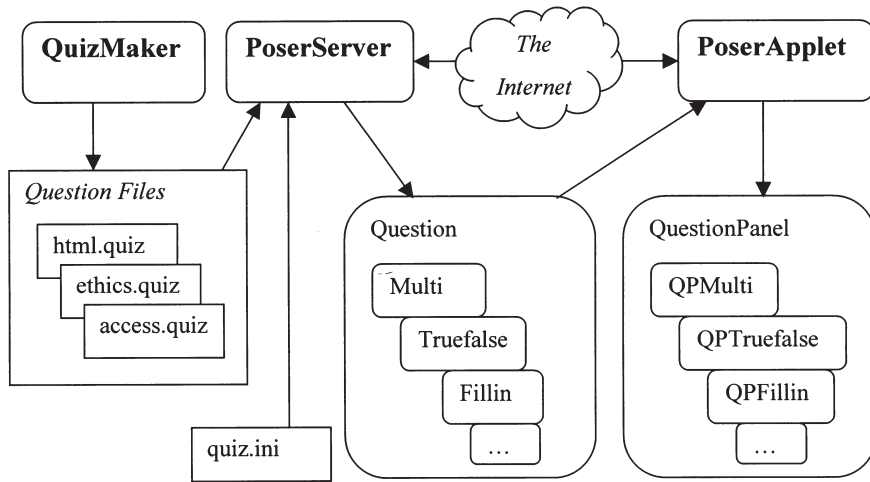 QuizMaker
PoserServer
The
Internet
PoserApplet
Question Files
html.quiz
ethics.quiz
access.quiz
quiz.ini
Question
Multi
Truefalse
Fillin
...
QuestionPanel
QPMulti
QPTruefalse
QPFillin
...